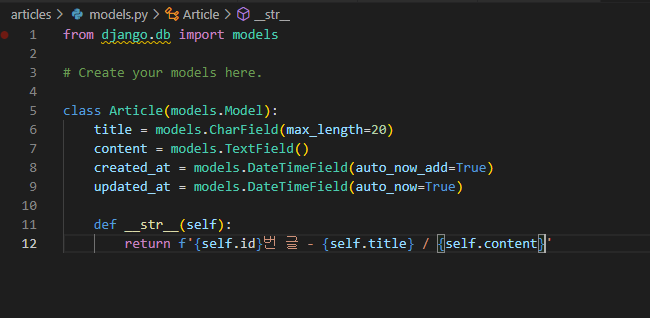 articles > models.py > Article > __str__
1 from django.db import models
2
3 # Create your models here.
4
5 class Article(models.Model):
6 title = models.CharField(max_length=20)
7 content = models.TextField()
8 created_at = models.DateTimeField(auto_now_add=True)
9 updated_at = models.DateTimeField(auto_now=True)
10
11 def __str__(self):
12 return f'{self.id}번 글 - {self.title} / {self.content}'